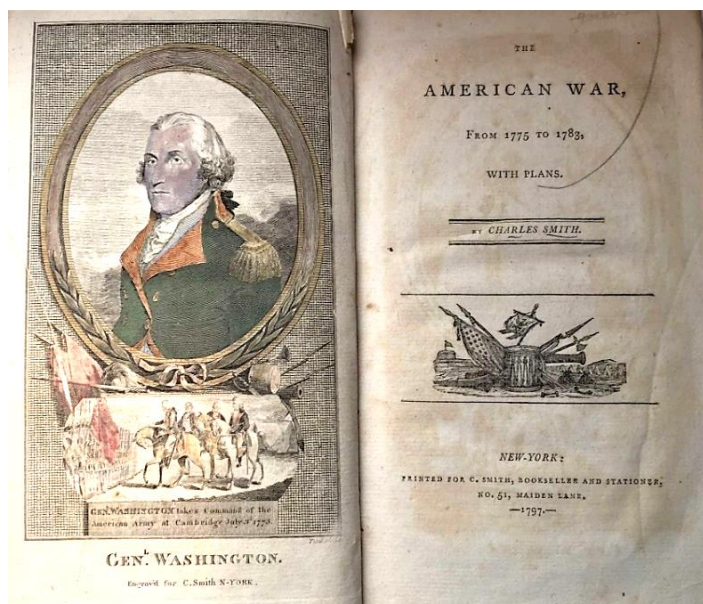 GEN. WASHINGTON takes Command of the
American Army at Cambridge July 3d 1775.
GENL. WASHINGTON.
Engrav'd for C. Smith N-YORK.
THE
AMERICAN WAR,
FROM 1775 TO 1783,
WITH PLANS.
BY CHARLES SMITH.
NEW-YORK:
PRINTED FOR C. SMITH, BOOKSELLER AND STATIONER,
NO. 51, MAIDEN LANE.
—1797.—